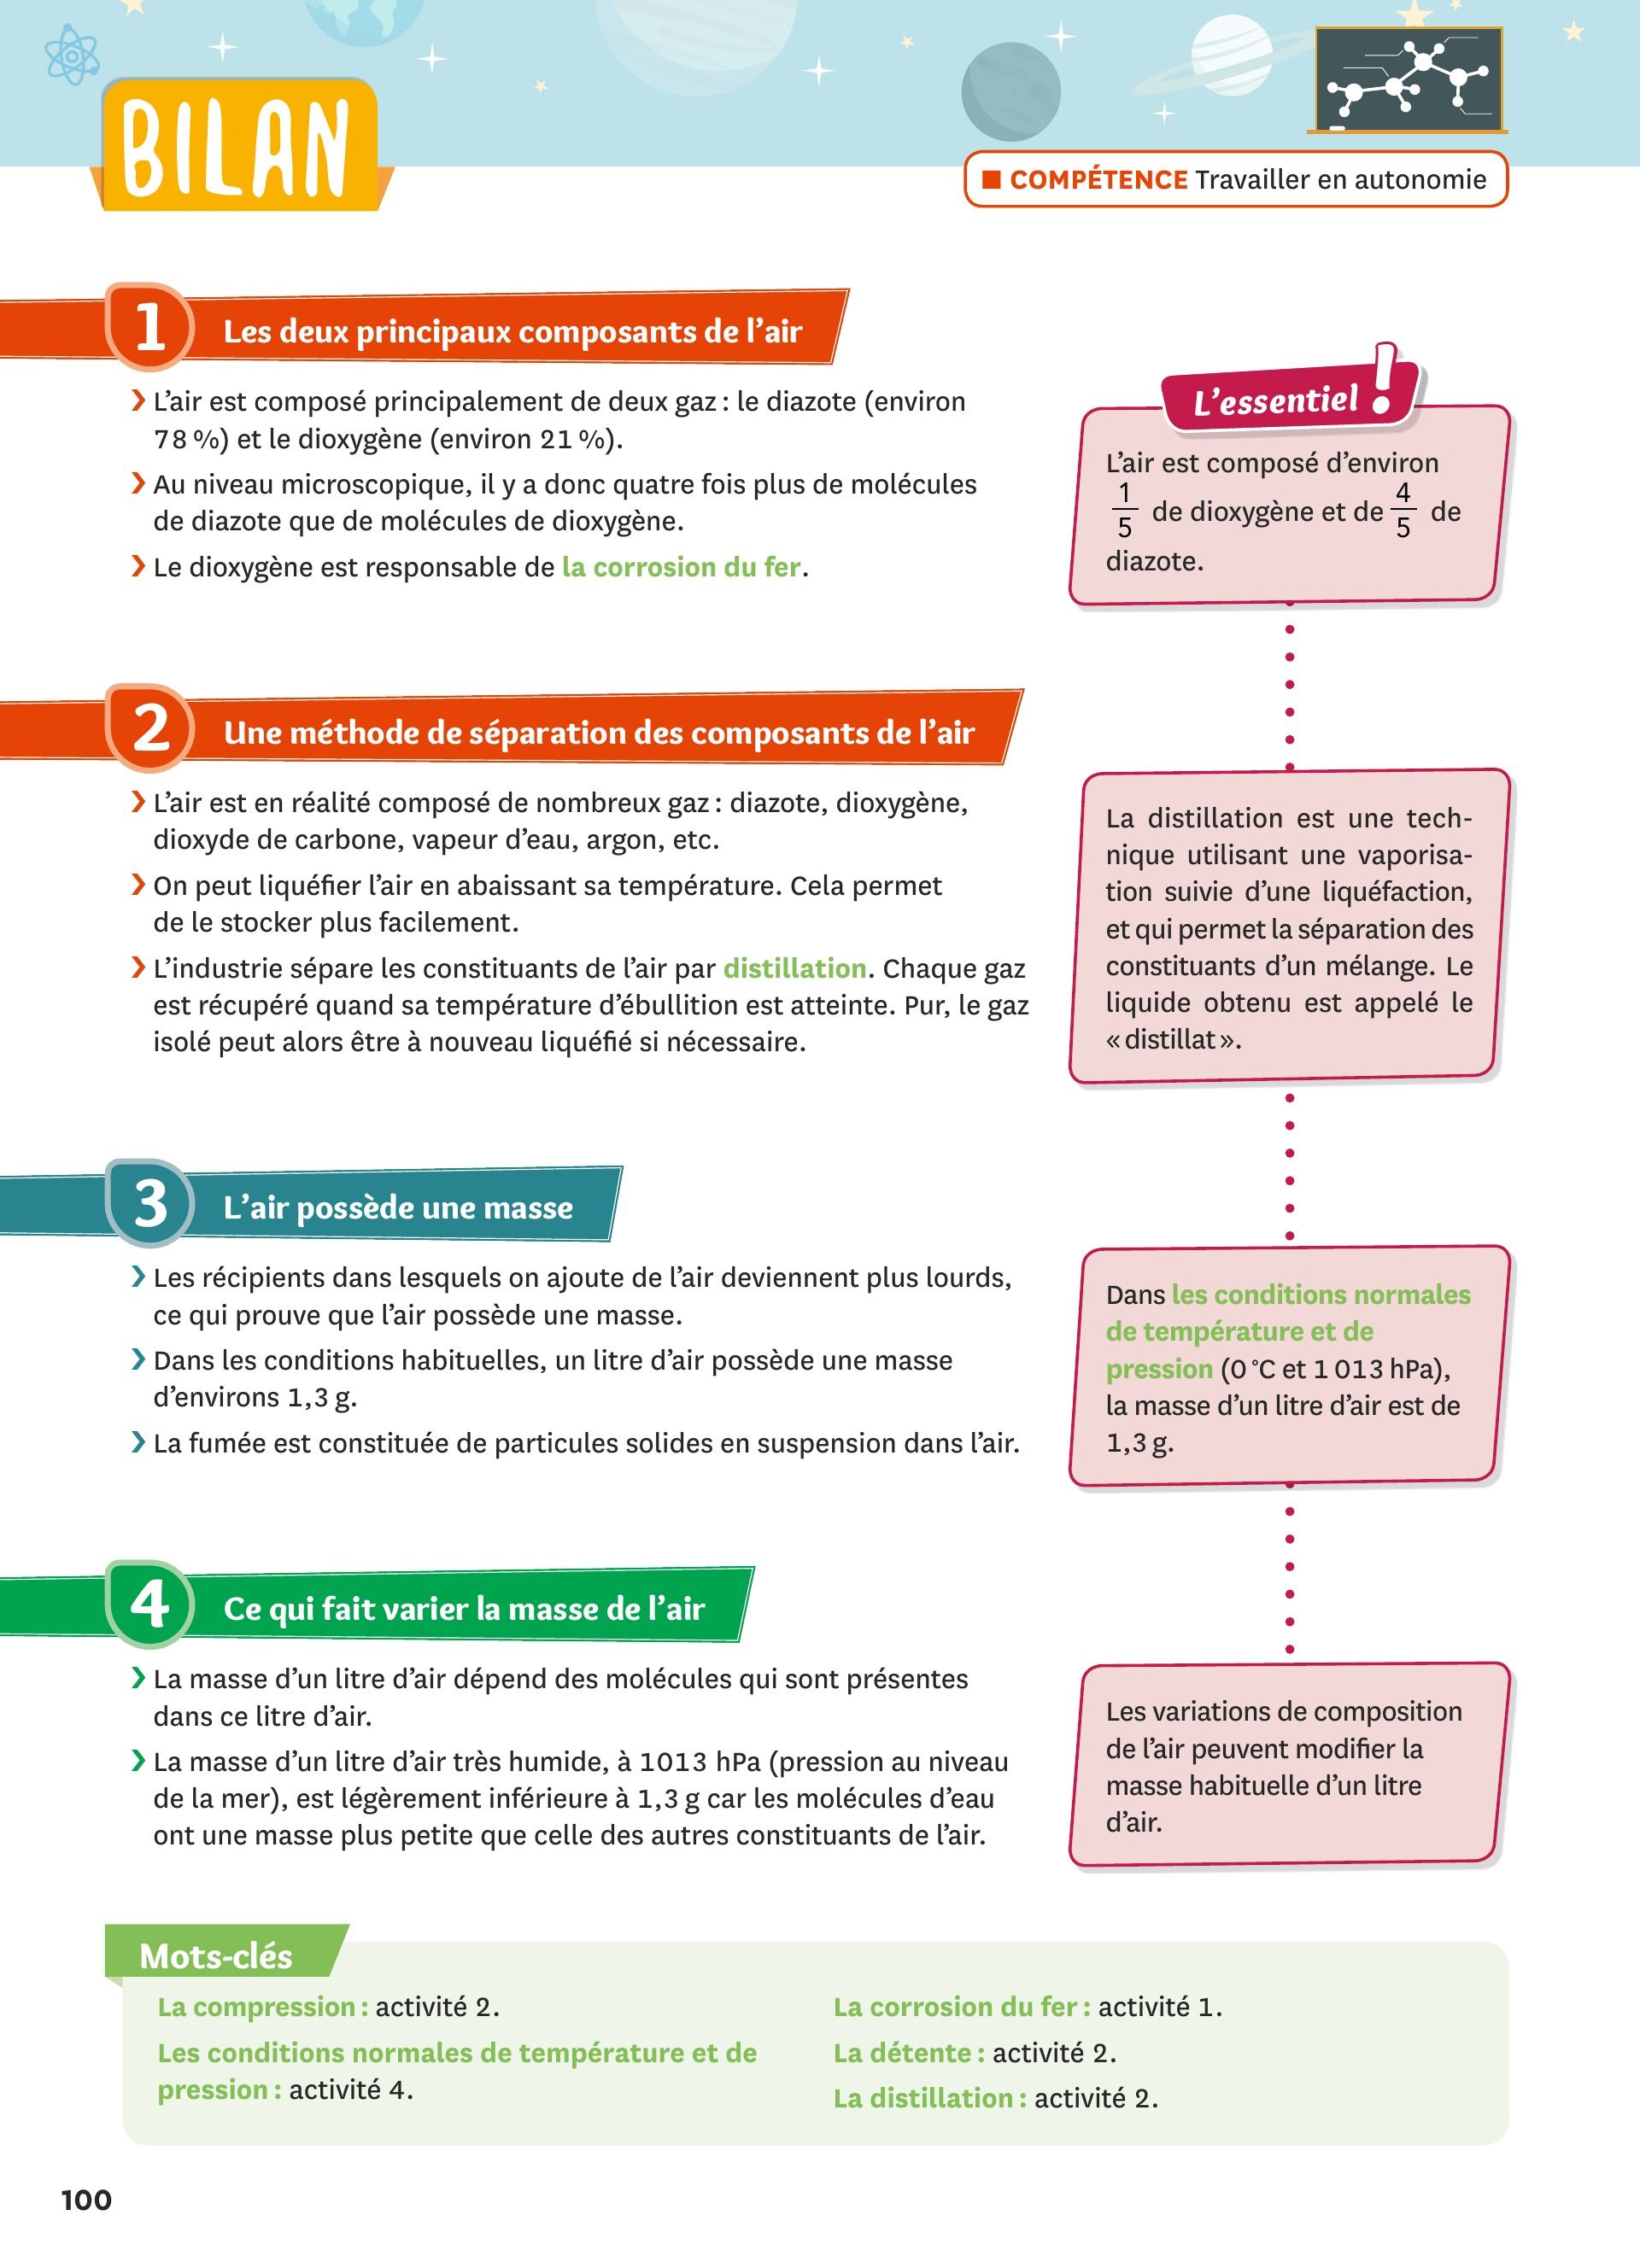 BILAN
■ COMPÉTENCE Travailler en autonomie
1 Les deux principaux composants de l’air
❯ L’air est composé principalement de deux gaz : le diazote (environ
78 %) et le dioxygène (environ 21 %).
❯ Au niveau microscopique, il y a donc quatre fois plus de molécules
de diazote que de molécules de dioxygène.
❯ Le dioxygène est responsable de la corrosion du fer.
L’essentiel !
L’air est composé d’environ
1/5 de dioxygène et de 4/5 de
diazote.
2 Une méthode de séparation des composants de l’air
❯ L’air est en réalité composé de nombreux gaz : diazote, dioxygène,
dioxyde de carbone, vapeur d’eau, argon, etc.
❯ On peut liquéfier l’air en abaissant sa température. Cela permet
de le stocker plus facilement.
❯ L’industrie sépare les constituants de l’air par distillation. Chaque gaz
est récupéré quand sa température d’ébullition est atteinte. Pur, le gaz
isolé peut alors être à nouveau liquéfié si nécessaire.
La distillation est une tech-
nique utilisant une vaporisa-
tion suivie d’une liquéfaction,
et qui permet la séparation des
constituants d’un mélange. Le
liquide obtenu est appelé le
« distillat ».
3 L’air possède une masse
❯ Les récipients dans lesquels on ajoute de l’air deviennent plus lourds,
ce qui prouve que l’air possède une masse.
❯ Dans les conditions habituelles, un litre d’air possède une masse
d’environs 1,3 g.
❯ La fumée est constituée de particules solides en suspension dans l’air.
Dans les conditions normales
de température et de
pression (0 °C et 1 013 hPa),
la masse d’un litre d’air est de
1,3 g.
4 Ce qui fait varier la masse de l’air
❯ La masse d’un litre d’air dépend des molécules qui sont présentes
dans ce litre d’air.
❯ La masse d’un litre d’air très humide, à 1013 hPa (pression au niveau
de la mer), est légèrement inférieure à 1,3 g car les molécules d’eau
ont une masse plus petite que celle des autres constituants de l’air.
Les variations de composition
de l’air peuvent modifier la
masse habituelle d’un litre
d’air.
Mots-clés
La compression : activité 2.
Les conditions normales de température et de
pression : activité 4.
La corrosion du fer : activité 1.
La détente : activité 2.
La distillation : activité 2.
100